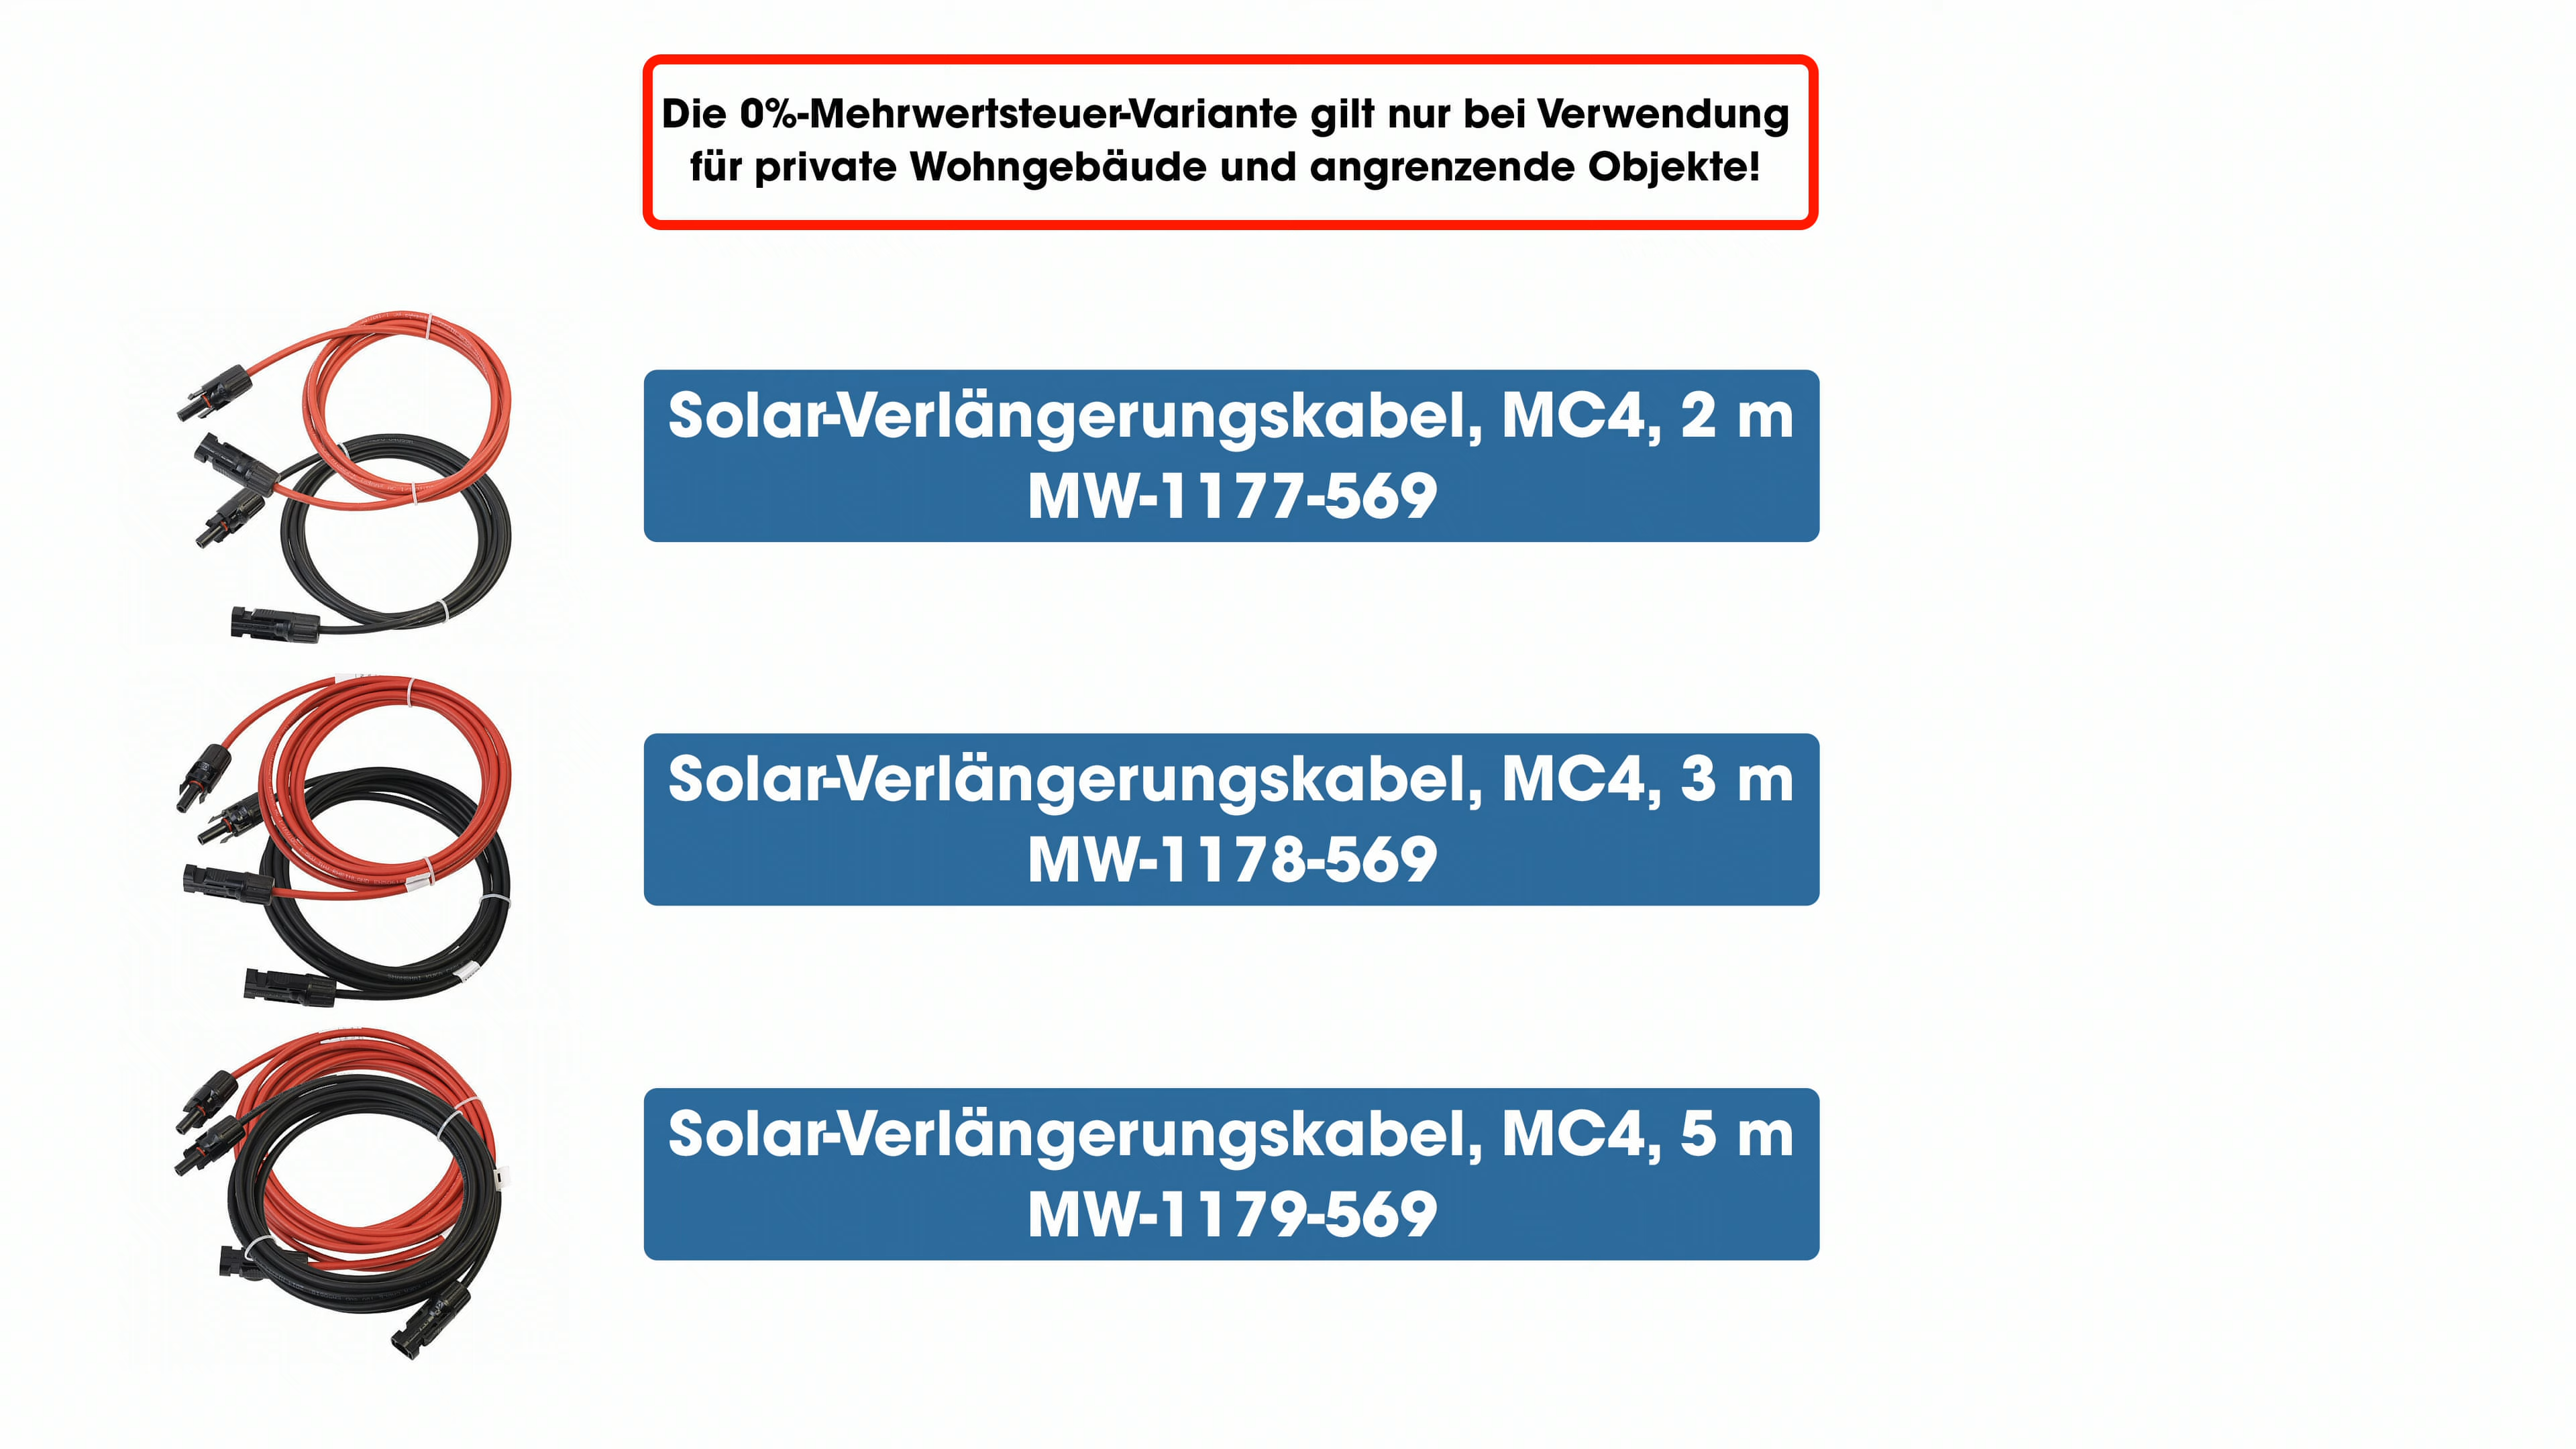 Die 0%-Mehrwertsteuer-Variante gilt nur bei Verwendung
für private Wohngebäude und angrenzende Objekte!
Solar-Verlängerungskabel, MC4, 2 m
MW-1177-569
Solar-Verlängerungskabel, MC4, 3 m
MW-1178-569
Solar-Verlängerungskabel, MC4, 5 m
MW-1179-569